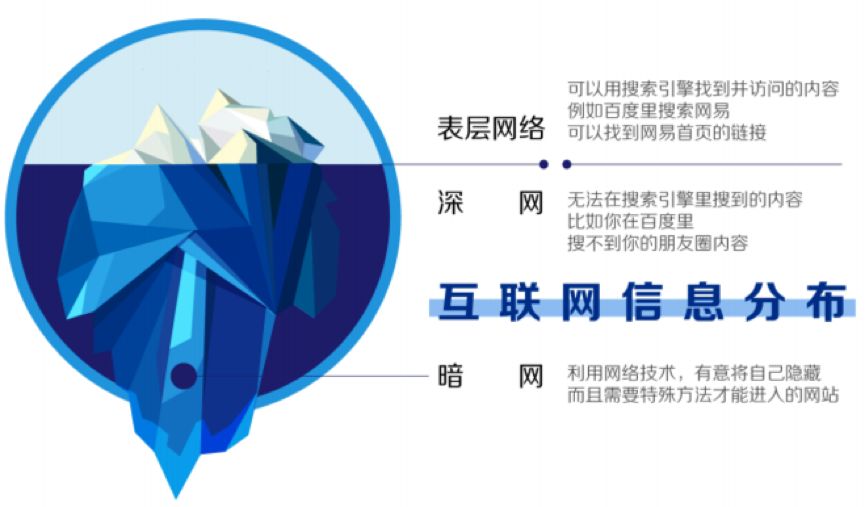 表层网络
可以用搜索引擎找到并访问的内容
例如百度里搜索网易
可以找到网易首页的链接
深 网
无法在搜索引擎里搜到的内容
比如你在百度里
搜不到你的朋友圈内容
互联网信息分布
暗 网
利用网络技术，有意将自己隐藏
而且需要特殊方法才能进入的网站